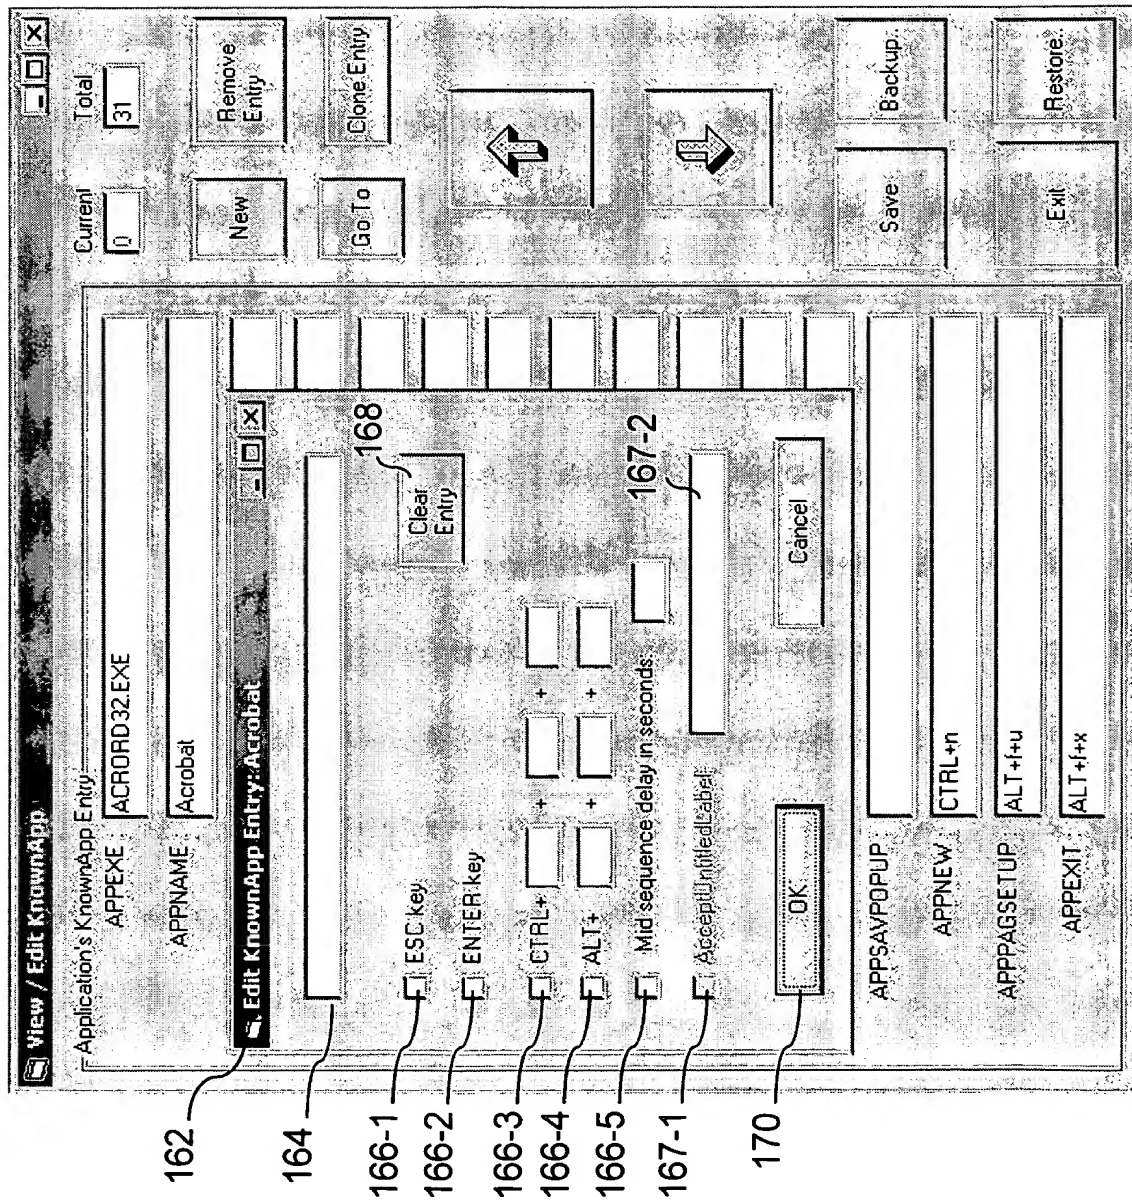 View / Edit KnownApp
Application's KnownApp Entry:
APPEXE :
ACRORD32.EXE
APPNAME :
Acrobat
Curren
Total
0
31
New
Remove
Entry
Go To
Clone Entry
162
Edit KnownApp Entry: Acrobat
164
168
Clear
Entry
166-1
ESC key
166-2
ENTER key
166-3
CTRL+
+
+
166-4
ALT+
+
+
166-5
Mid sequence delay in seconds:
167-2
167-1
AcceptUntitledLabel
170
OK
Cancel
APPSAVPOPUP :
APPNEW :
CTRL+n
APPPAGSETUP :
ALT+f+u
APPEXIT :
ALT+f+x
Save
Backup..
Exit
Restore..